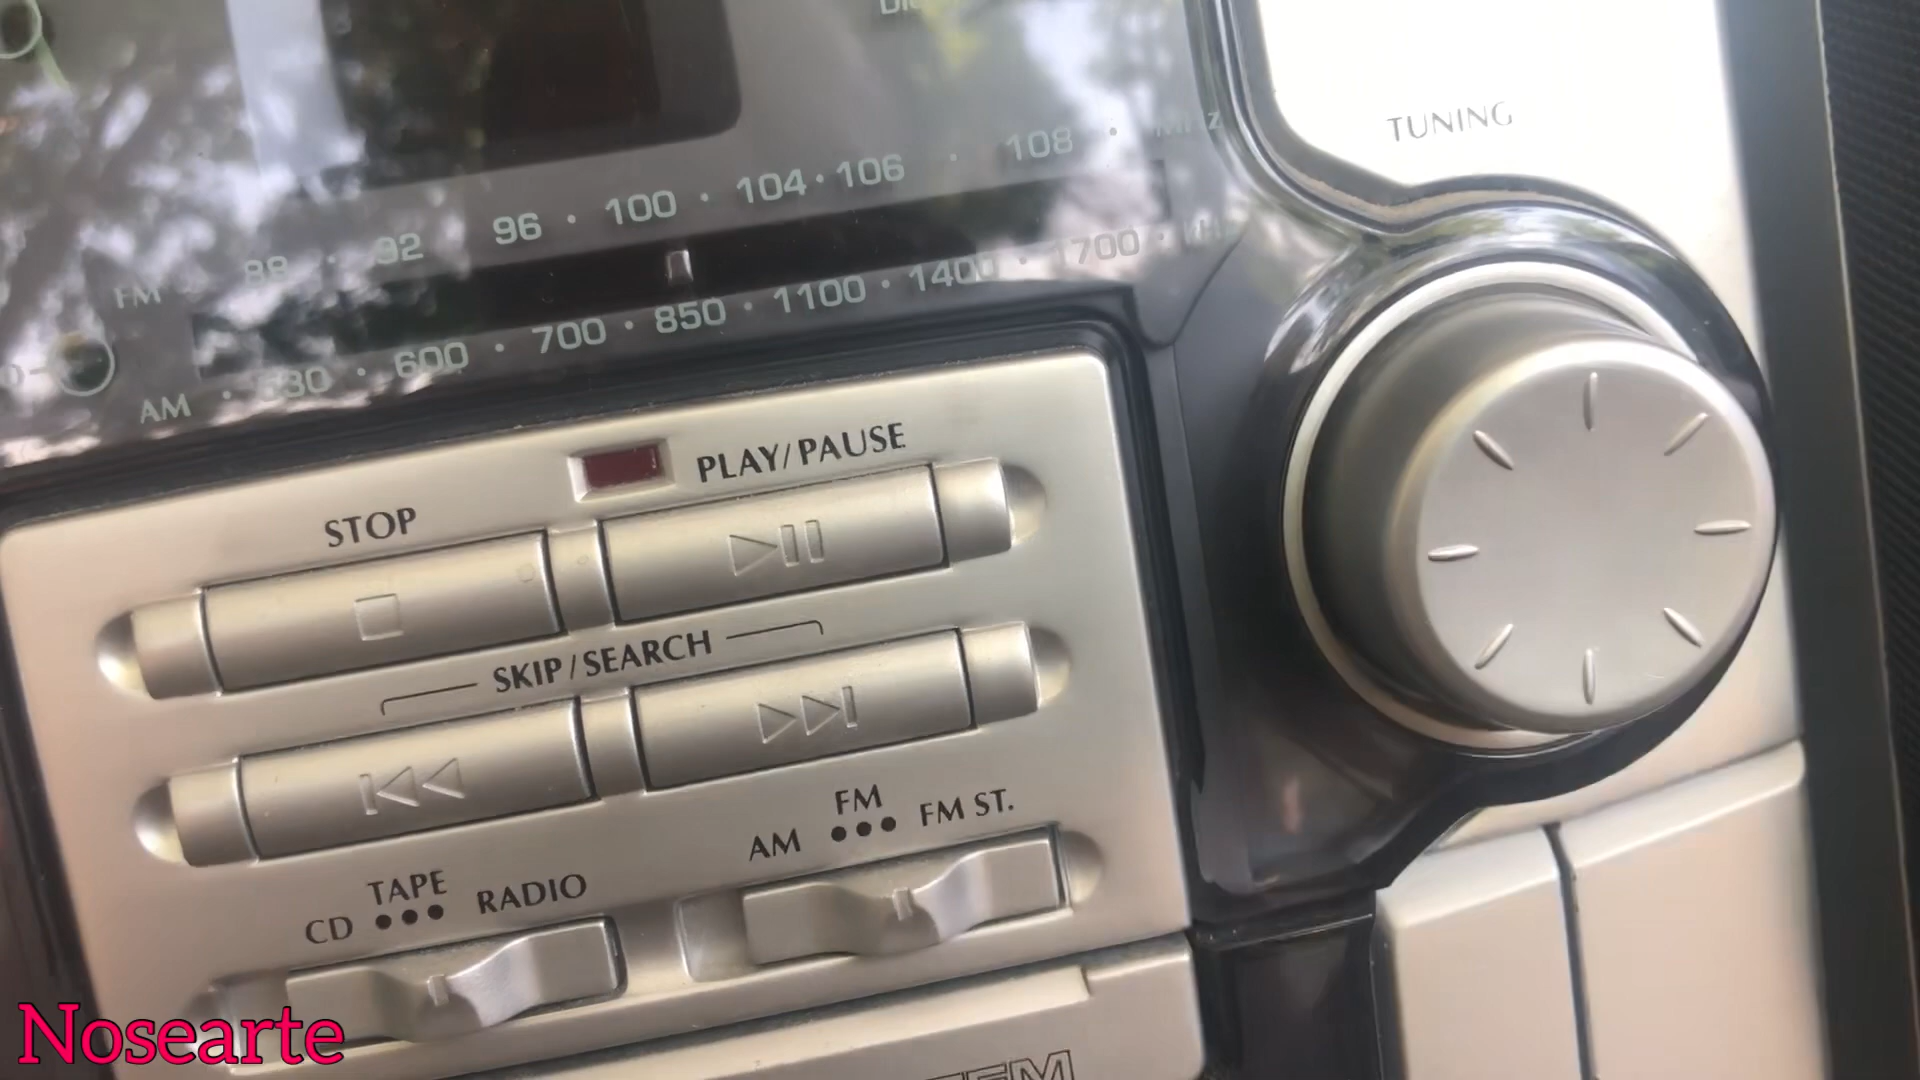 TUNING
FM 88 · 92 96 · 100 · 104 · 106 · 108 · MHz
AM · 530 · 600 · 700 · 850 · 1100 · 1400 · 1700 ·
PLAY/PAUSE
STOP
SKIP/SEARCH
FM
AM ●●● FM ST.
TAPE
CD ●●● RADIO
Nosearte